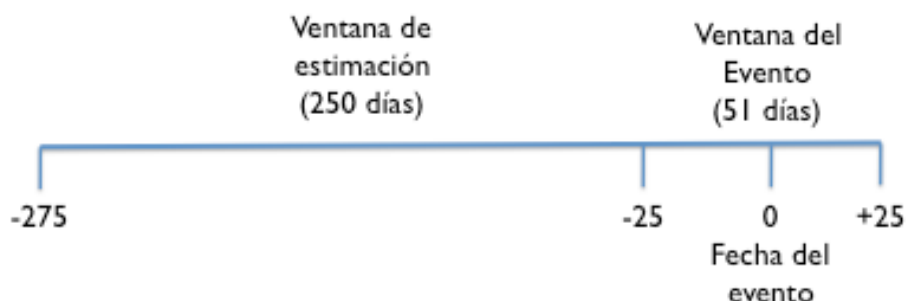 Ventana de
estimación
(250 días)
Ventana del
Evento
(51 días)
-275
-25
0
+25
Fecha del
evento